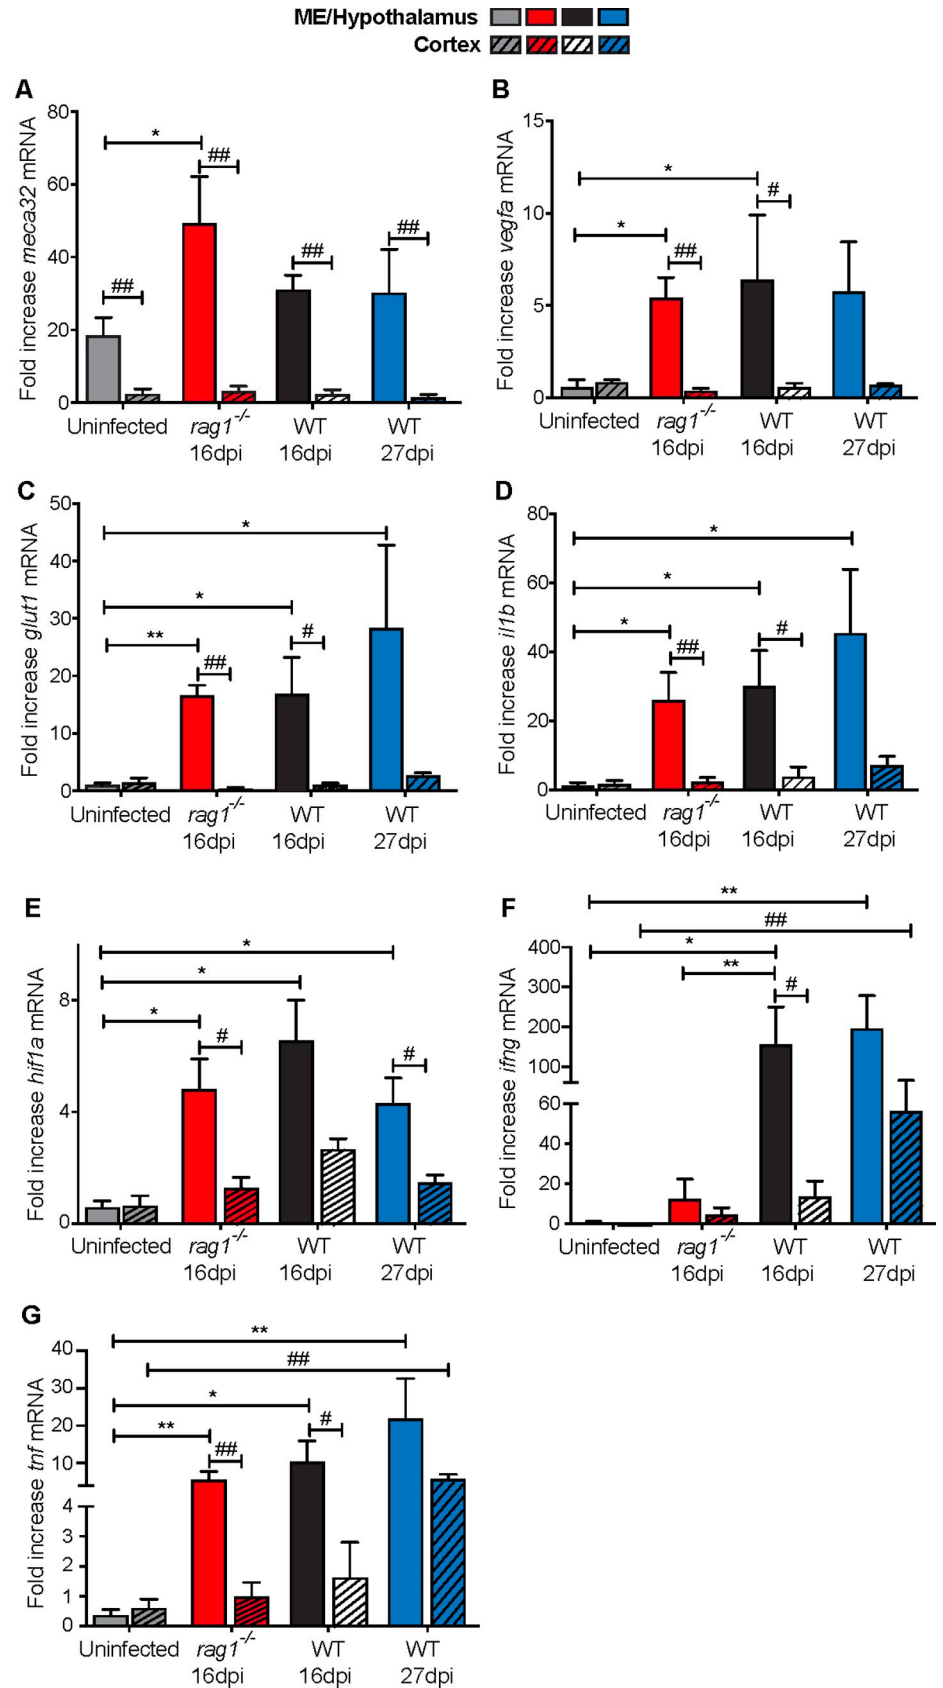 ME/Hypothalamus
Cortex
A
Fold increase meca32 mRNA
80
60
40
20
0
*
##
##
##
##
Uninfected
rag1-/-
16dpi
WT
16dpi
WT
27dpi
B
Fold increase vegfa mRNA
15
10
5
0
*
#
*
##
Uninfected
rag1-/-
16dpi
WT
16dpi
WT
27dpi
C
Fold increase glut1 mRNA
50
40
30
20
10
0
*
*
#
**
##
Uninfected
rag1-/-
16dpi
WT
16dpi
WT
27dpi
D
Fold increase il1b mRNA
80
60
40
20
0
*
*
*
#
##
Uninfected
rag1-/-
16dpi
WT
16dpi
WT
27dpi
E
Fold increase hif1a mRNA
8
4
0
*
*
*
#
#
Uninfected
rag1-/-
16dpi
WT
16dpi
WT
27dpi
F
Fold increase ifng mRNA
400
300
200
100
60
40
20
0
**
##
*
**
#
Uninfected
rag1-/-
16dpi
WT
16dpi
WT
27dpi
G
Fold increase tnf mRNA
40
30
20
10
4
3
2
1
0
**
##
*
#
**
##
Uninfected
rag1-/-
16dpi
WT
16dpi
WT
27dpi